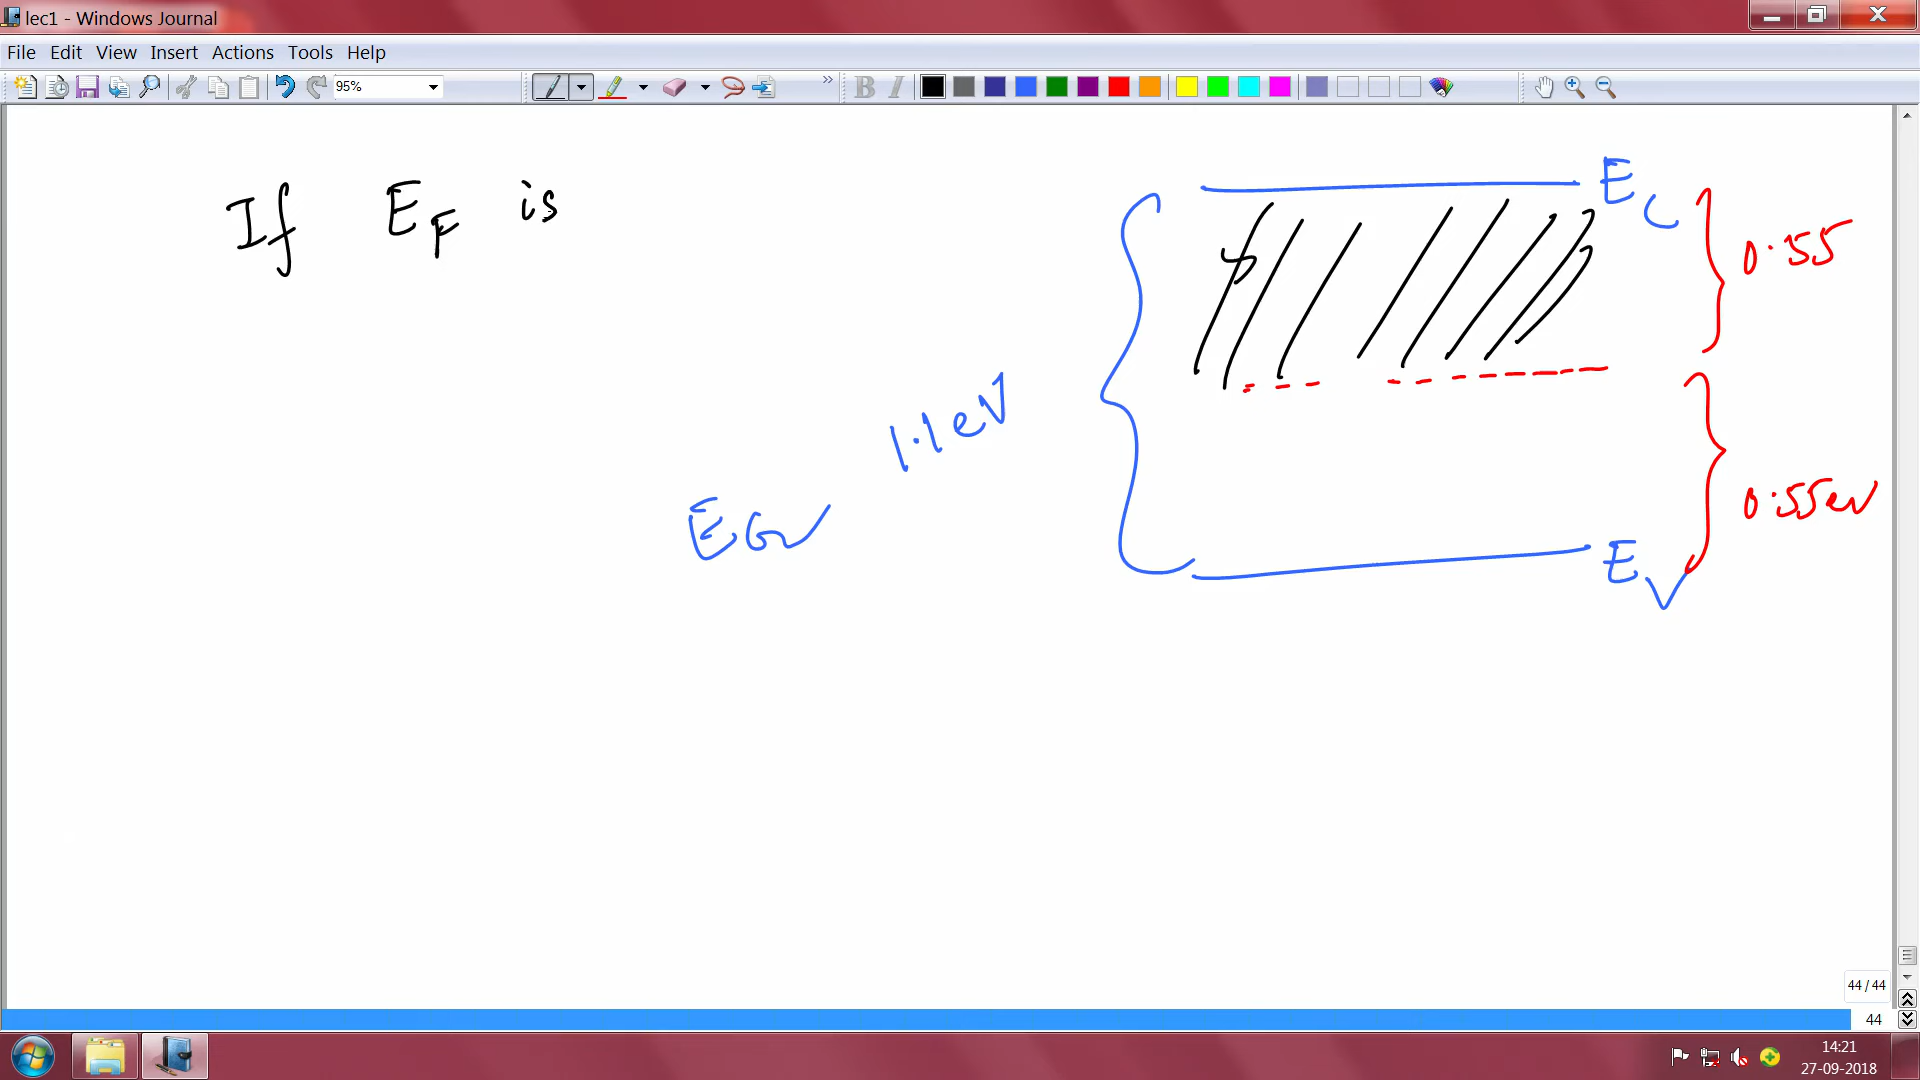 lec1 - Windows Journal
File Edit View Insert Actions Tools Help
95%
B I
If E_F is
E_C
0.55
1.1eV
E_G
0.55eV
E_V
44 / 44
44
14:21
27-09-2018